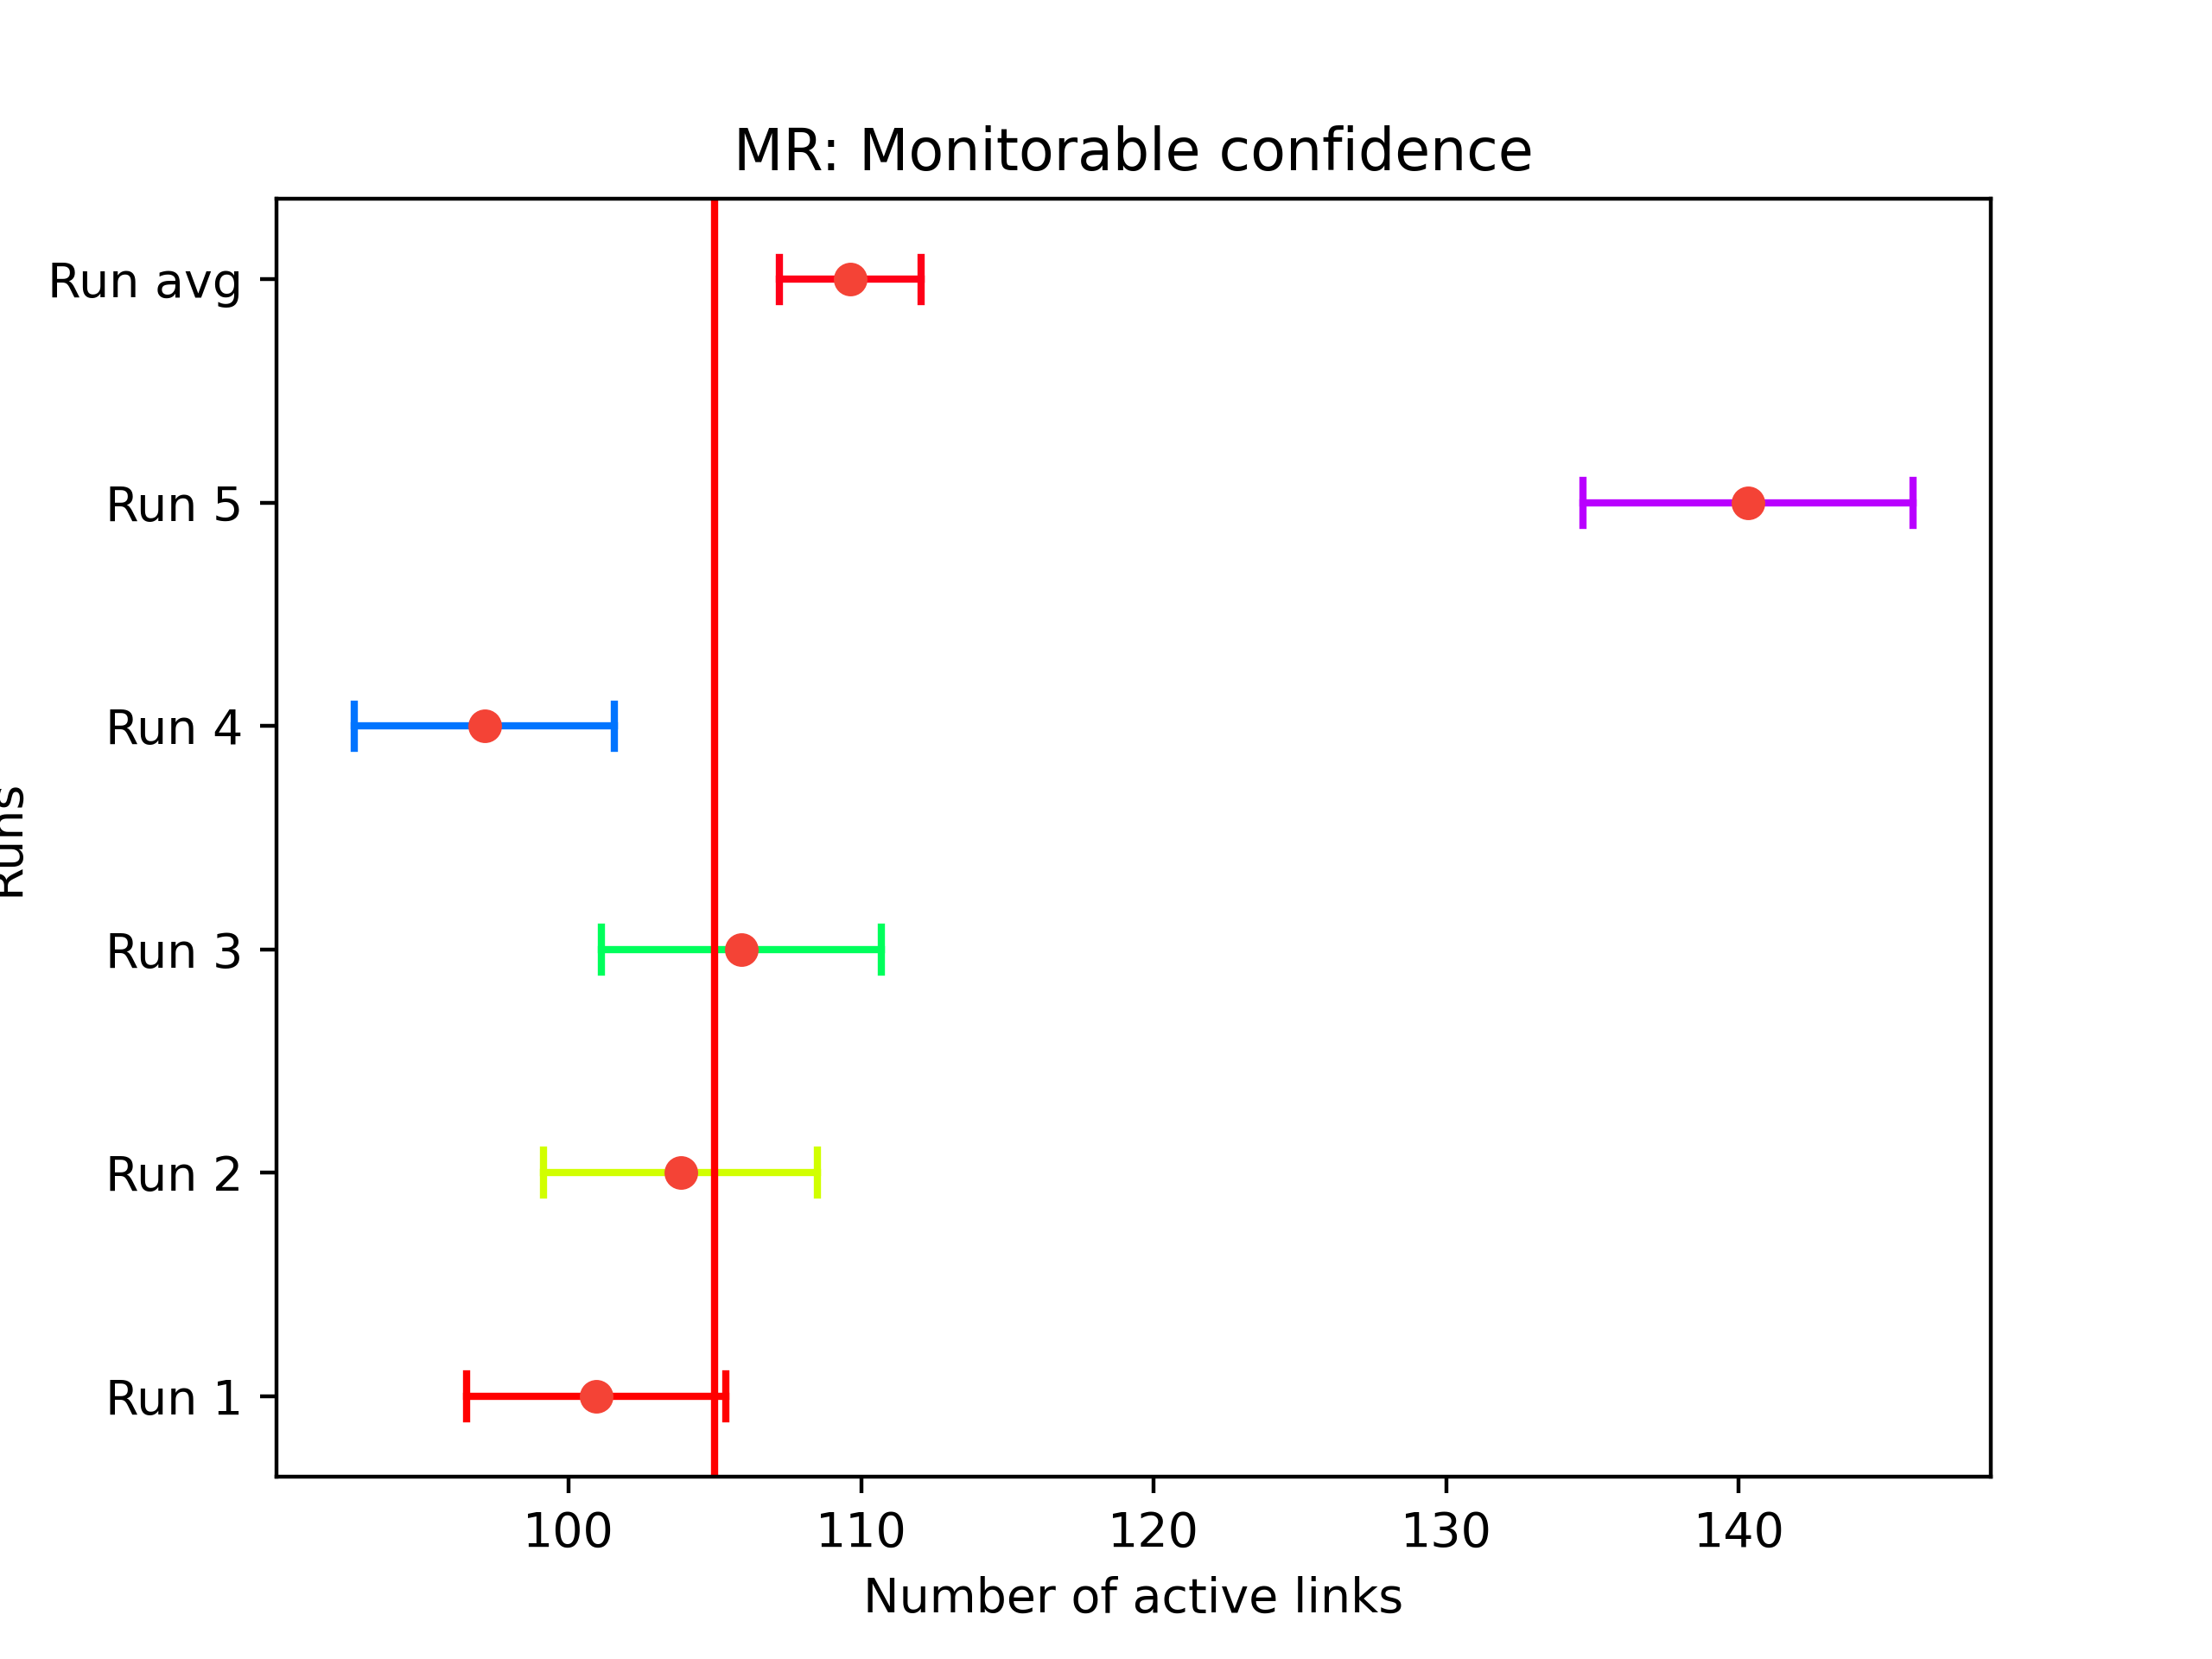 MR: Monitorable confidence
Run avg
Run 5
Run 4
Run 3
Run 2
Run 1
Runs
100 110 120 130 140
Number of active links